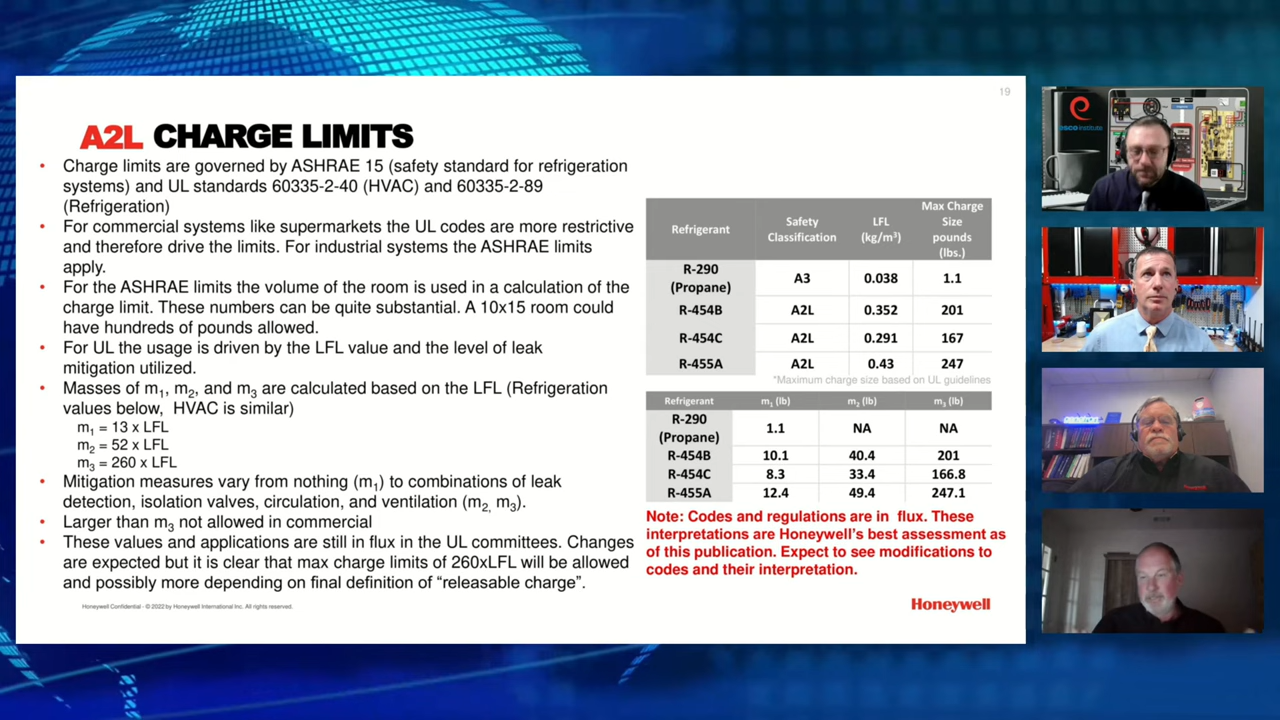 19
A2L CHARGE LIMITS
• Charge limits are governed by ASHRAE 15 (safety standard for refrigeration
systems) and UL standards 60335-2-40 (HVAC) and 60335-2-89
(Refrigeration)
• For commercial systems like supermarkets the UL codes are more restrictive
and therefore drive the limits. For industrial systems the ASHRAE limits
apply.
• For the ASHRAE limits the volume of the room is used in a calculation of the
charge limit. These numbers can be quite substantial. A 10x15 room could
have hundreds of pounds allowed.
• For UL the usage is driven by the LFL value and the level of leak
mitigation utilized.
• Masses of m₁, m₂, and m₃ are calculated based on the LFL (Refrigeration
values below, HVAC is similar)
m₁ = 13 x LFL
m₂ = 52 x LFL
m₃ = 260 x LFL
• Mitigation measures vary from nothing (m₁) to combinations of leak
detection, isolation valves, circulation, and ventilation (m₂, m₃).
• Larger than m₃ not allowed in commercial
• These values and applications are still in flux in the UL committees. Changes
are expected but it is clear that max charge limits of 260xLFL will be allowed
and possibly more depending on final definition of “releasable charge”.
Refrigerant Safety Classification LFL (kg/m³) Max Charge Size pounds (lbs.)
R-290 (Propane) A3 0.038 1.1
R-454B A2L 0.352 201
R-454C A2L 0.291 167
R-455A A2L 0.43 247
*Maximum charge size based on UL guidelines
Refrigerant m₁ (lb) m₂ (lb) m₃ (lb)
R-290 (Propane) 1.1 NA NA
R-454B 10.1 40.4 201
R-454C 8.3 33.4 166.8
R-455A 12.4 49.4 247.1
Note: Codes and regulations are in flux. These
interpretations are Honeywell's best assessment as
of this publication. Expect to see modifications to
codes and their interpretation.
Honeywell Confidential - © 2022 by Honeywell International Inc. All rights reserved.
Honeywell
esco institute